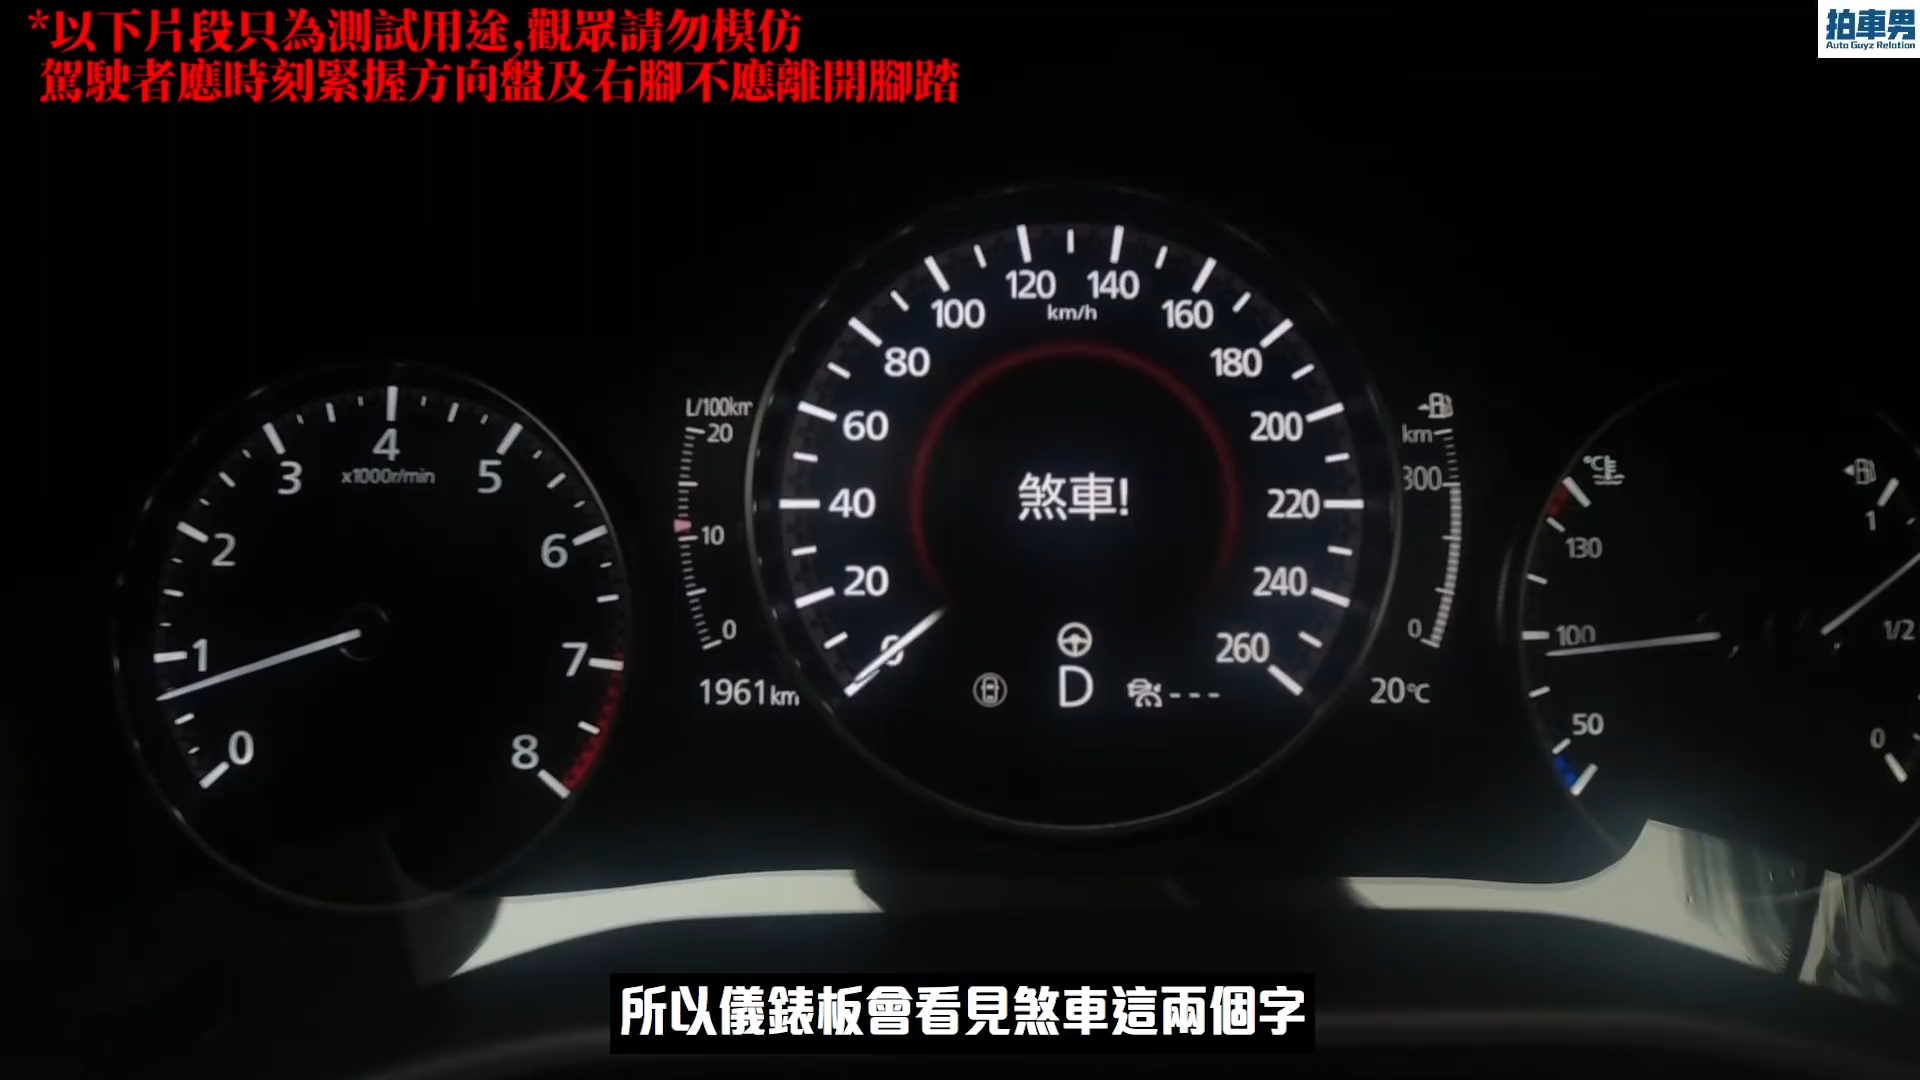 *以下片段只為測試用途,觀眾請勿模仿
駕駛者應時刻緊握方向盤及右腳不應離開腳踏
拍車男
Auto Guyz Relation
120 140
km/h
100 160
80 180
60 200
40 220
20 240
0 260
煞車!
D
---
4
x1000r/min
3 5
2 6
1 7
0 8
L/100km
20
10
0
1961km
km
300
0
20°C
°C
130
100
50
1
1/2
0
所以儀錶板會看見煞車這兩個字